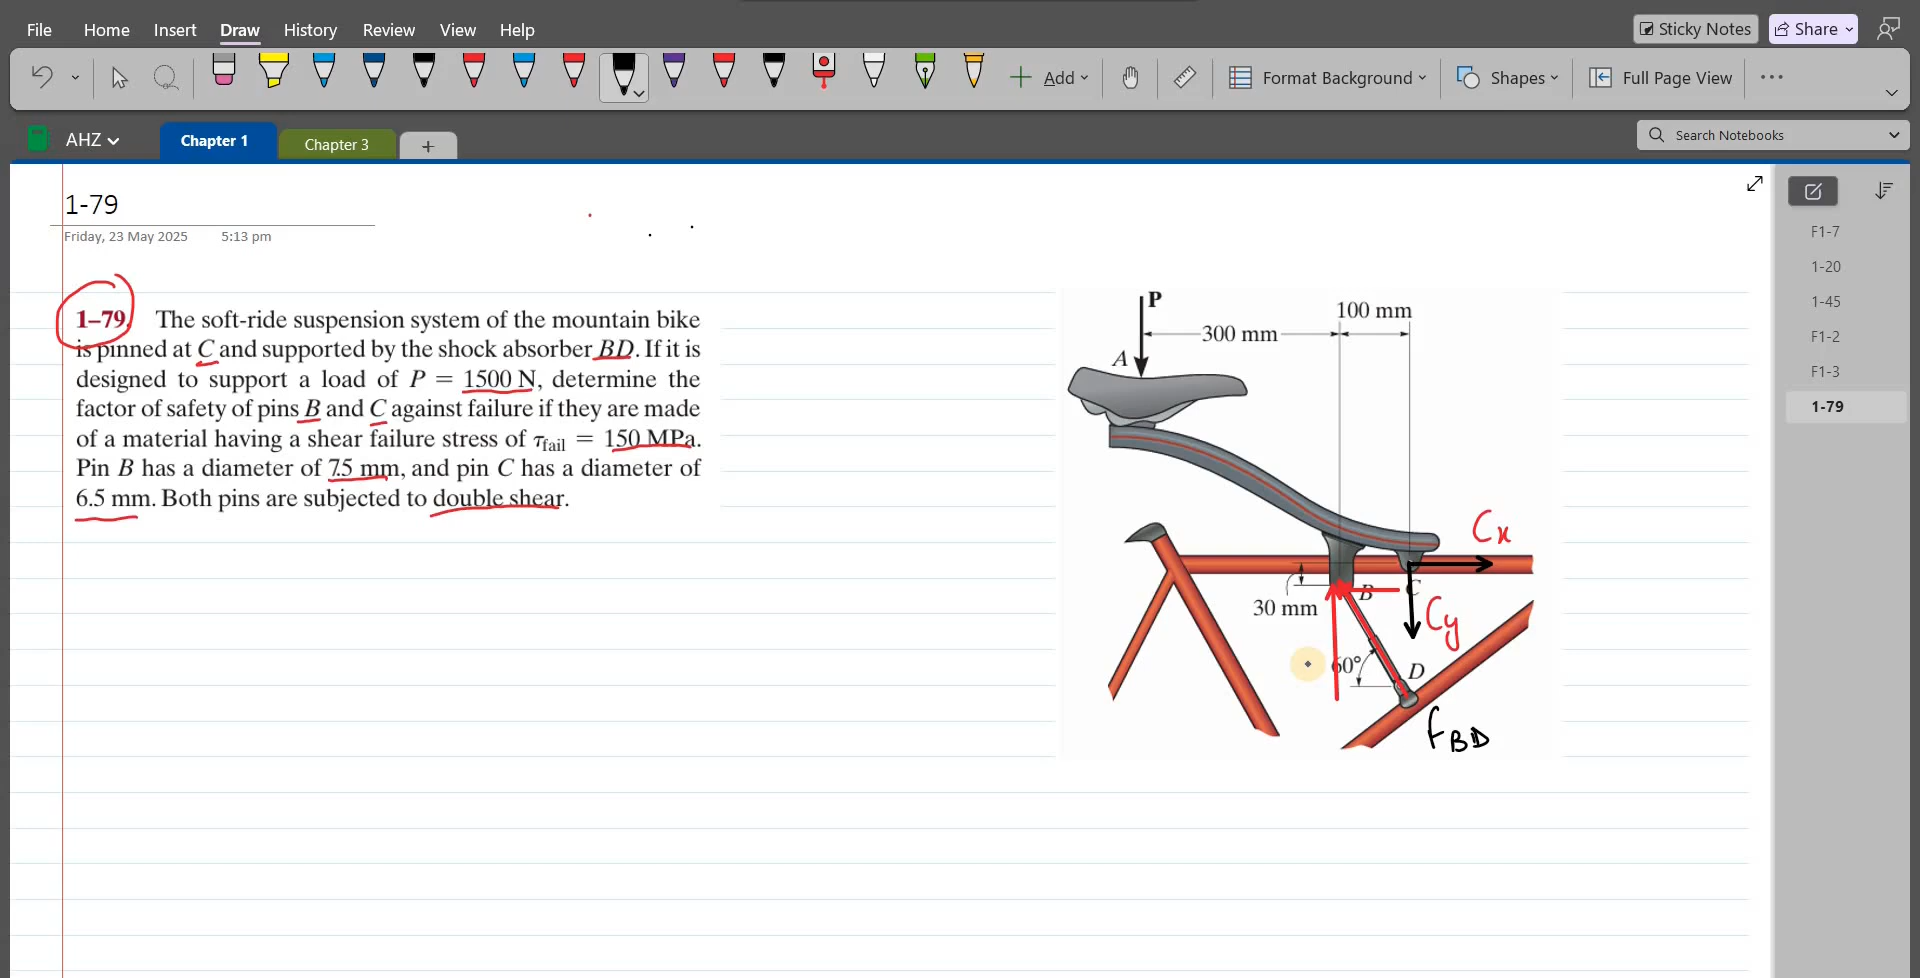 File Home Insert Draw History Review View Help
Sticky Notes Share
Add Format Background Shapes Full Page View
AHZ Chapter 1 Chapter 3 + Search Notebooks
1-79
Friday, 23 May 2025 5:13 pm
1–79. The soft-ride suspension system of the mountain bike
is pinned at C and supported by the shock absorber BD. If it is
designed to support a load of P = 1500 N, determine the
factor of safety of pins B and C against failure if they are made
of a material having a shear failure stress of τfail = 150 MPa.
Pin B has a diameter of 7.5 mm, and pin C has a diameter of
6.5 mm. Both pins are subjected to double shear.
P
100 mm
300 mm
A
Cx
B
C
30 mm
Cy
60°
D
FBD
F1-7
1-20
1-45
F1-2
F1-3
1-79